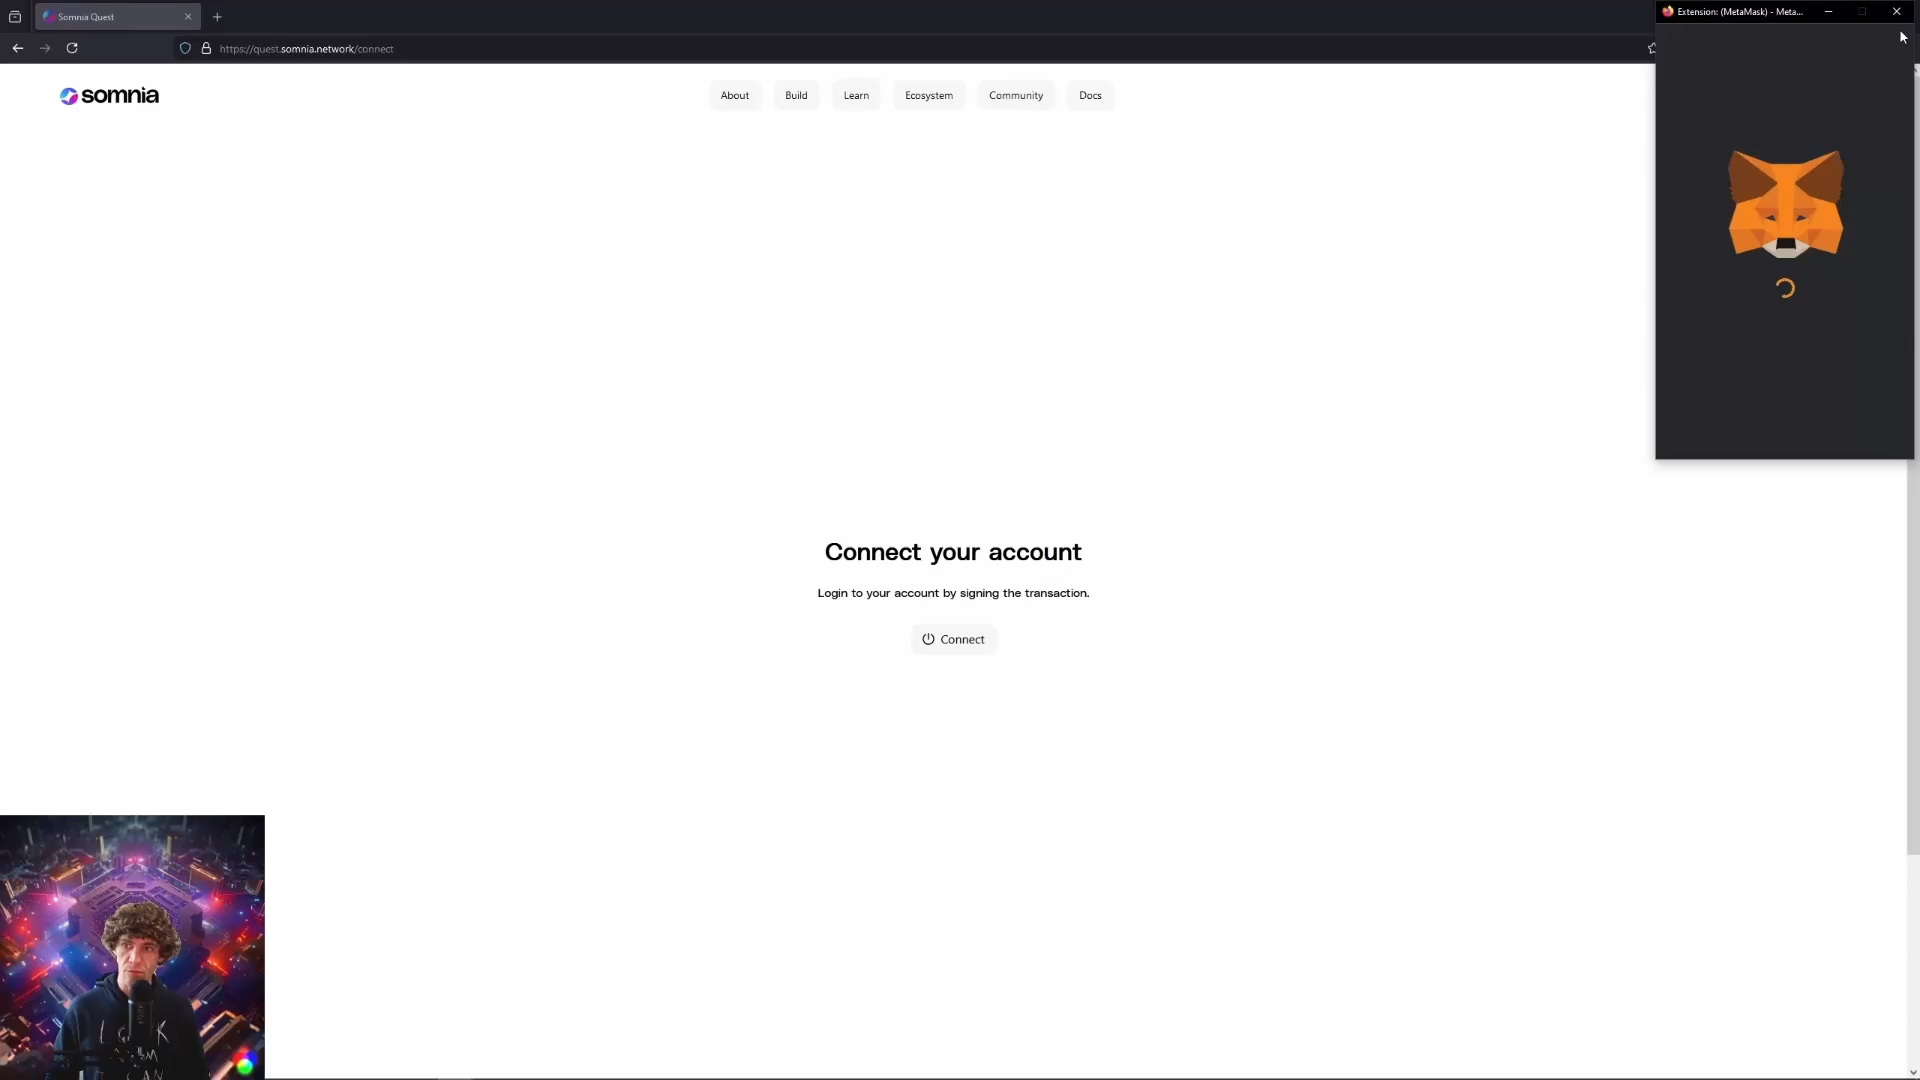 Somnia Quest
Extension: (MetaMask) - Meta...
https://quest.somnia.network/connect
somnia
About
Build
Learn
Ecosystem
Community
Docs
Connect your account
Login to your account by signing the transaction.
Connect